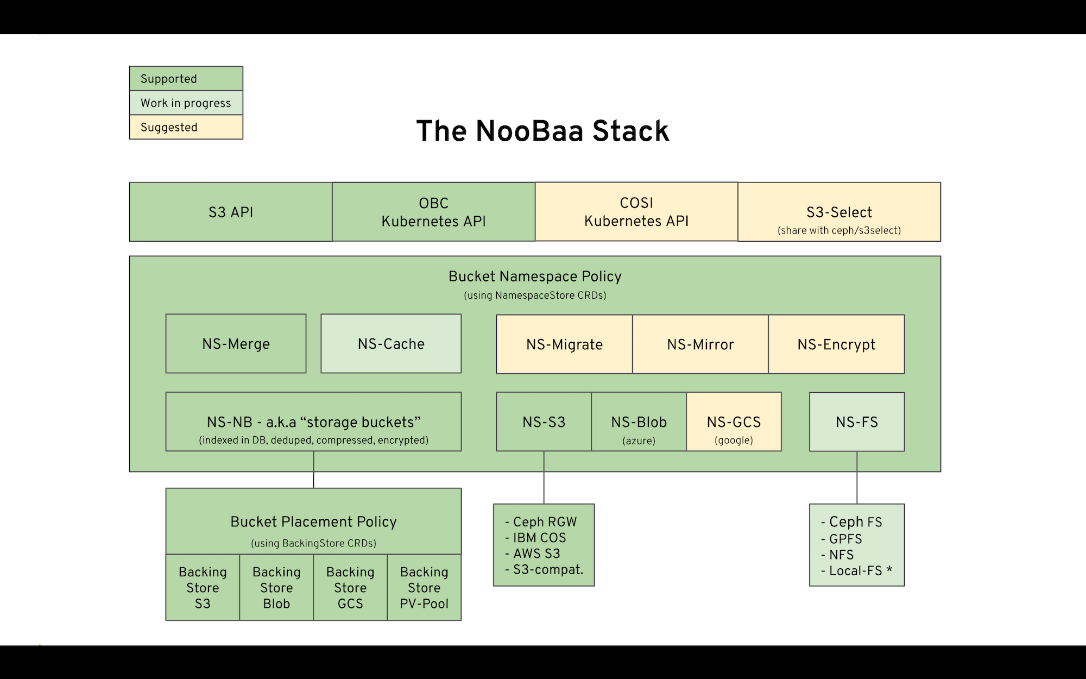 Supported
Work in progress
Suggested
The NooBaa Stack
S3 API
OBC
Kubernetes API
COSI
Kubernetes API
S3-Select
(share with ceph/s3select)
Bucket Namespace Policy
(using NamespaceStore CRDs)
NS-Merge
NS-Cache
NS-Migrate
NS-Mirror
NS-Encrypt
NS-NB - a.k.a “storage buckets”
(indexed in DB, deduped, compressed, encrypted)
NS-S3
NS-Blob
(azure)
NS-GCS
(google)
NS-FS
Bucket Placement Policy
(using BackingStore CRDs)
Backing
Store
S3
Backing
Store
Blob
Backing
Store
GCS
Backing
Store
PV-Pool
- Ceph RGW
- IBM COS
- AWS S3
- S3-compat.
- Ceph FS
- GPFS
- NFS
- Local-FS *